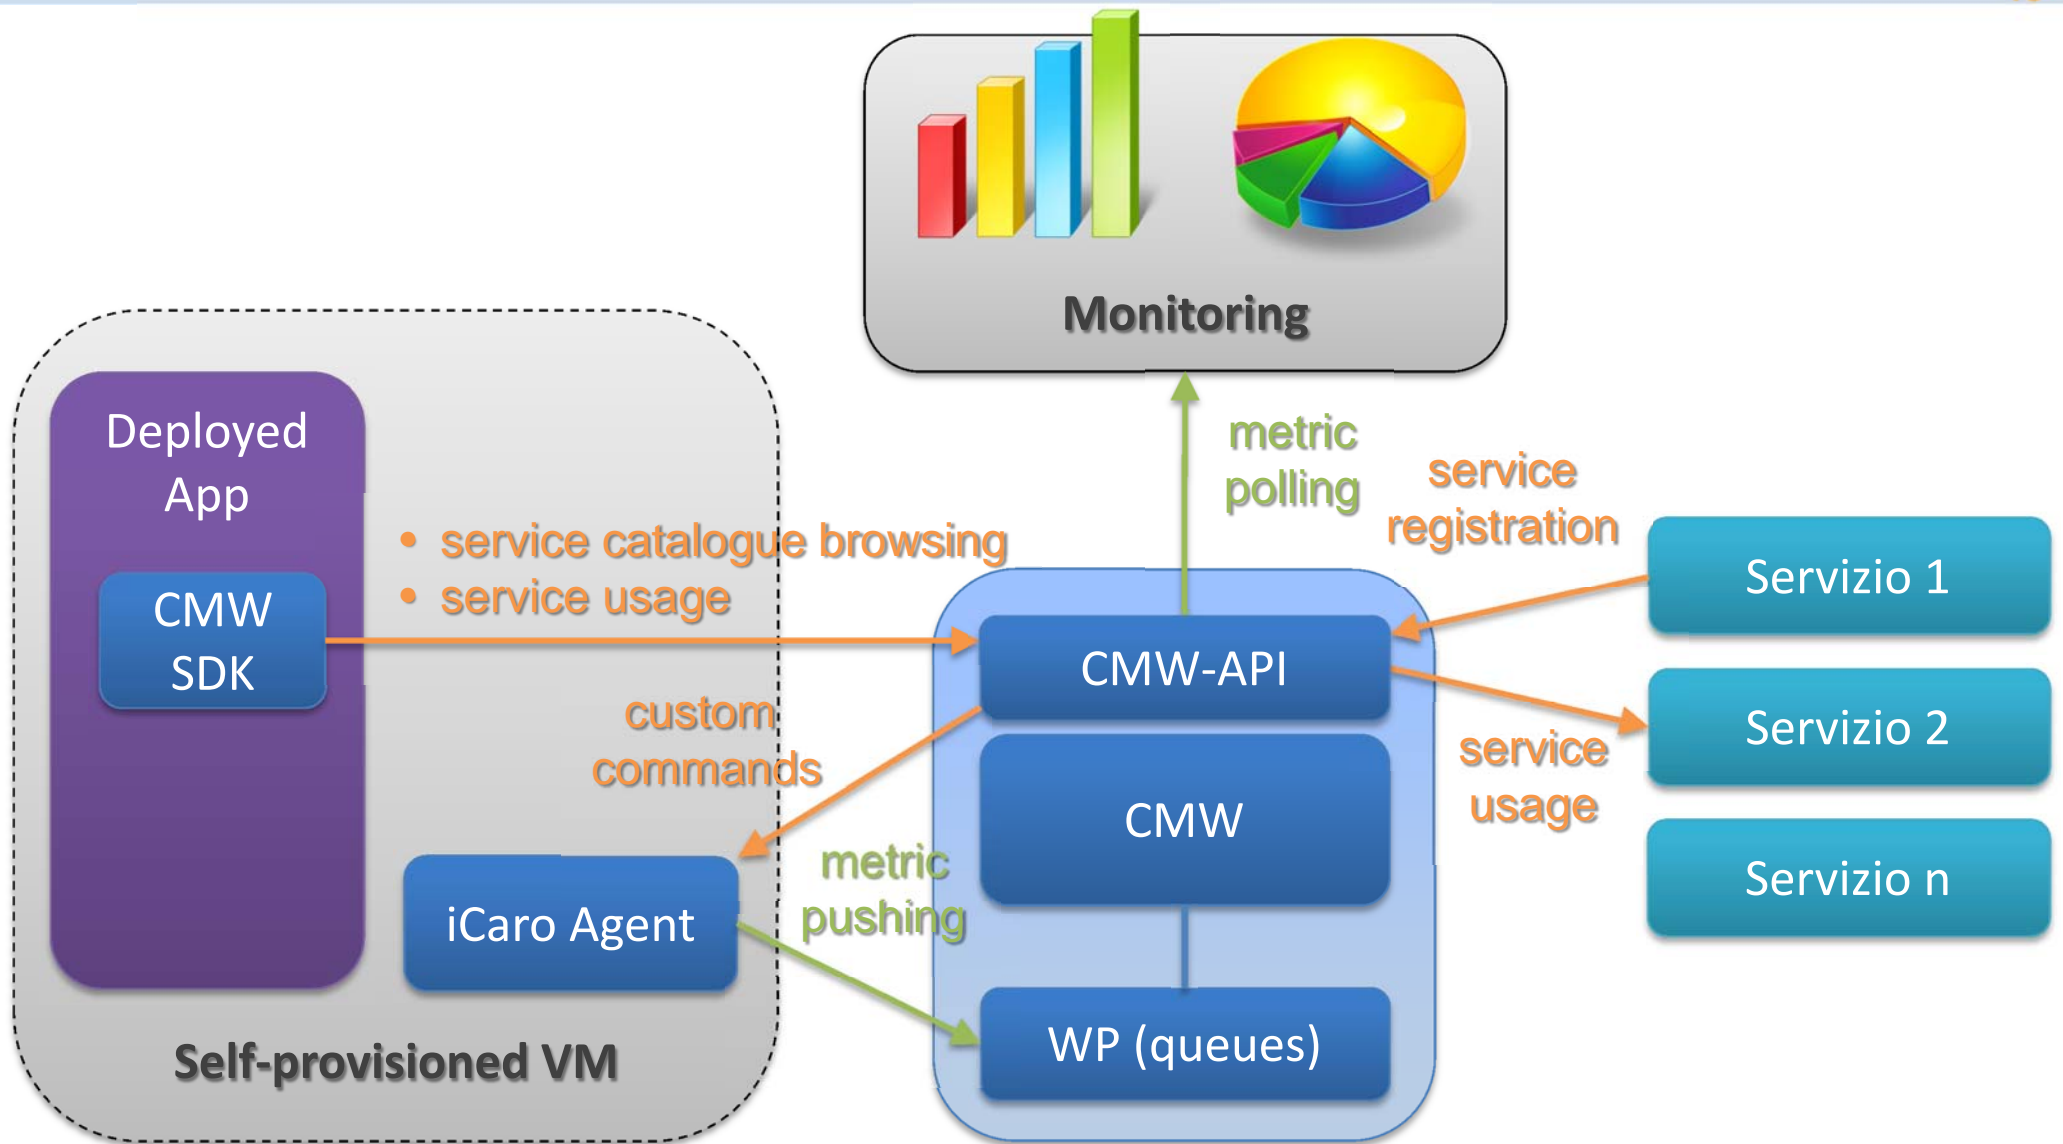 Monitoring
Deployed
App
CMW
SDK
• service catalogue browsing
• service usage
custom
commands
iCaro Agent
Self-provisioned VM
metric
pushing
metric
polling
CMW-API
CMW
WP (queues)
service
registration
service
usage
Servizio 1
Servizio 2
Servizio n